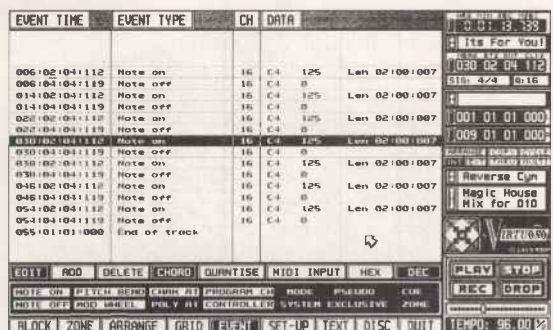 EVENT TIME EVENT TYPE CH DATA
006:02:04:112 Note on 16 C4 125 Len 02:00:007
006:04:04:119 Note off 16 C4 0
014:02:04:112 Note on 16 C4 125 Len 02:00:007
014:04:04:119 Note off 16 C4 0
022:02:04:112 Note on 16 C4 125 Len 02:00:007
022:04:04:119 Note off 16 C4 0
030:02:04:112 Note on 16 C4 125 Len 02:00:007
030:04:04:119 Note off 16 C4 0
038:02:04:112 Note on 16 C4 125 Len 02:00:007
038:04:04:119 Note off 16 C4 0
046:02:04:112 Note on 16 C4 125 Len 02:00:007
046:04:04:119 Note off 16 C4 0
054:02:04:112 Note on 16 C4 125 Len 02:00:007
054:04:04:119 Note off 16 C4 0
055:01:01:000 End of track
EDIT ADD DELETE CHORD QUANTISE MIDI INPUT HEX DEC
NOTE ON PITCH BEND CHAN AT PROGRAM CH MODE PSEUDO CUE
NOTE OFF MOD WHEEL POLY AT CONTROLLER SYSTEM EXCLUSIVE ZONE
BLOCK ZONE ARRANGE GRID EVENT SET-UP TEXT DISC QUIT
Its For You!
030 02 04 112
SIG: 4/4 Q:16
001 01 01 000
009 01 01 000
Reverse Cym
Magic House
Mix for D10
VIRTUOSO
PLAY STOP
REC DROP
TEMPO 96.00 %